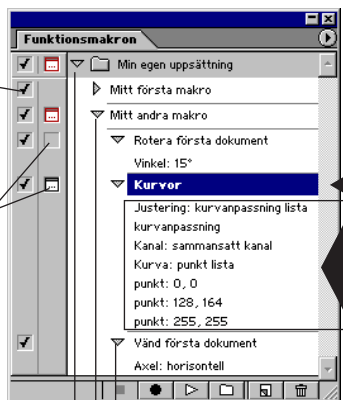 Funktionsmakron
Min egen uppsättning
Mitt första makro
Mitt andra makro
Rotera första dokument
Vinkel: 15°
Kurvor
Justering: kurvanpassning lista
kurvanpassning
Kanal: sammansatt kanal
Kurva: punkt lista
punkt: 0, 0
punkt: 128, 164
punkt: 255, 255
Vänd första dokument
Axel: horisontell